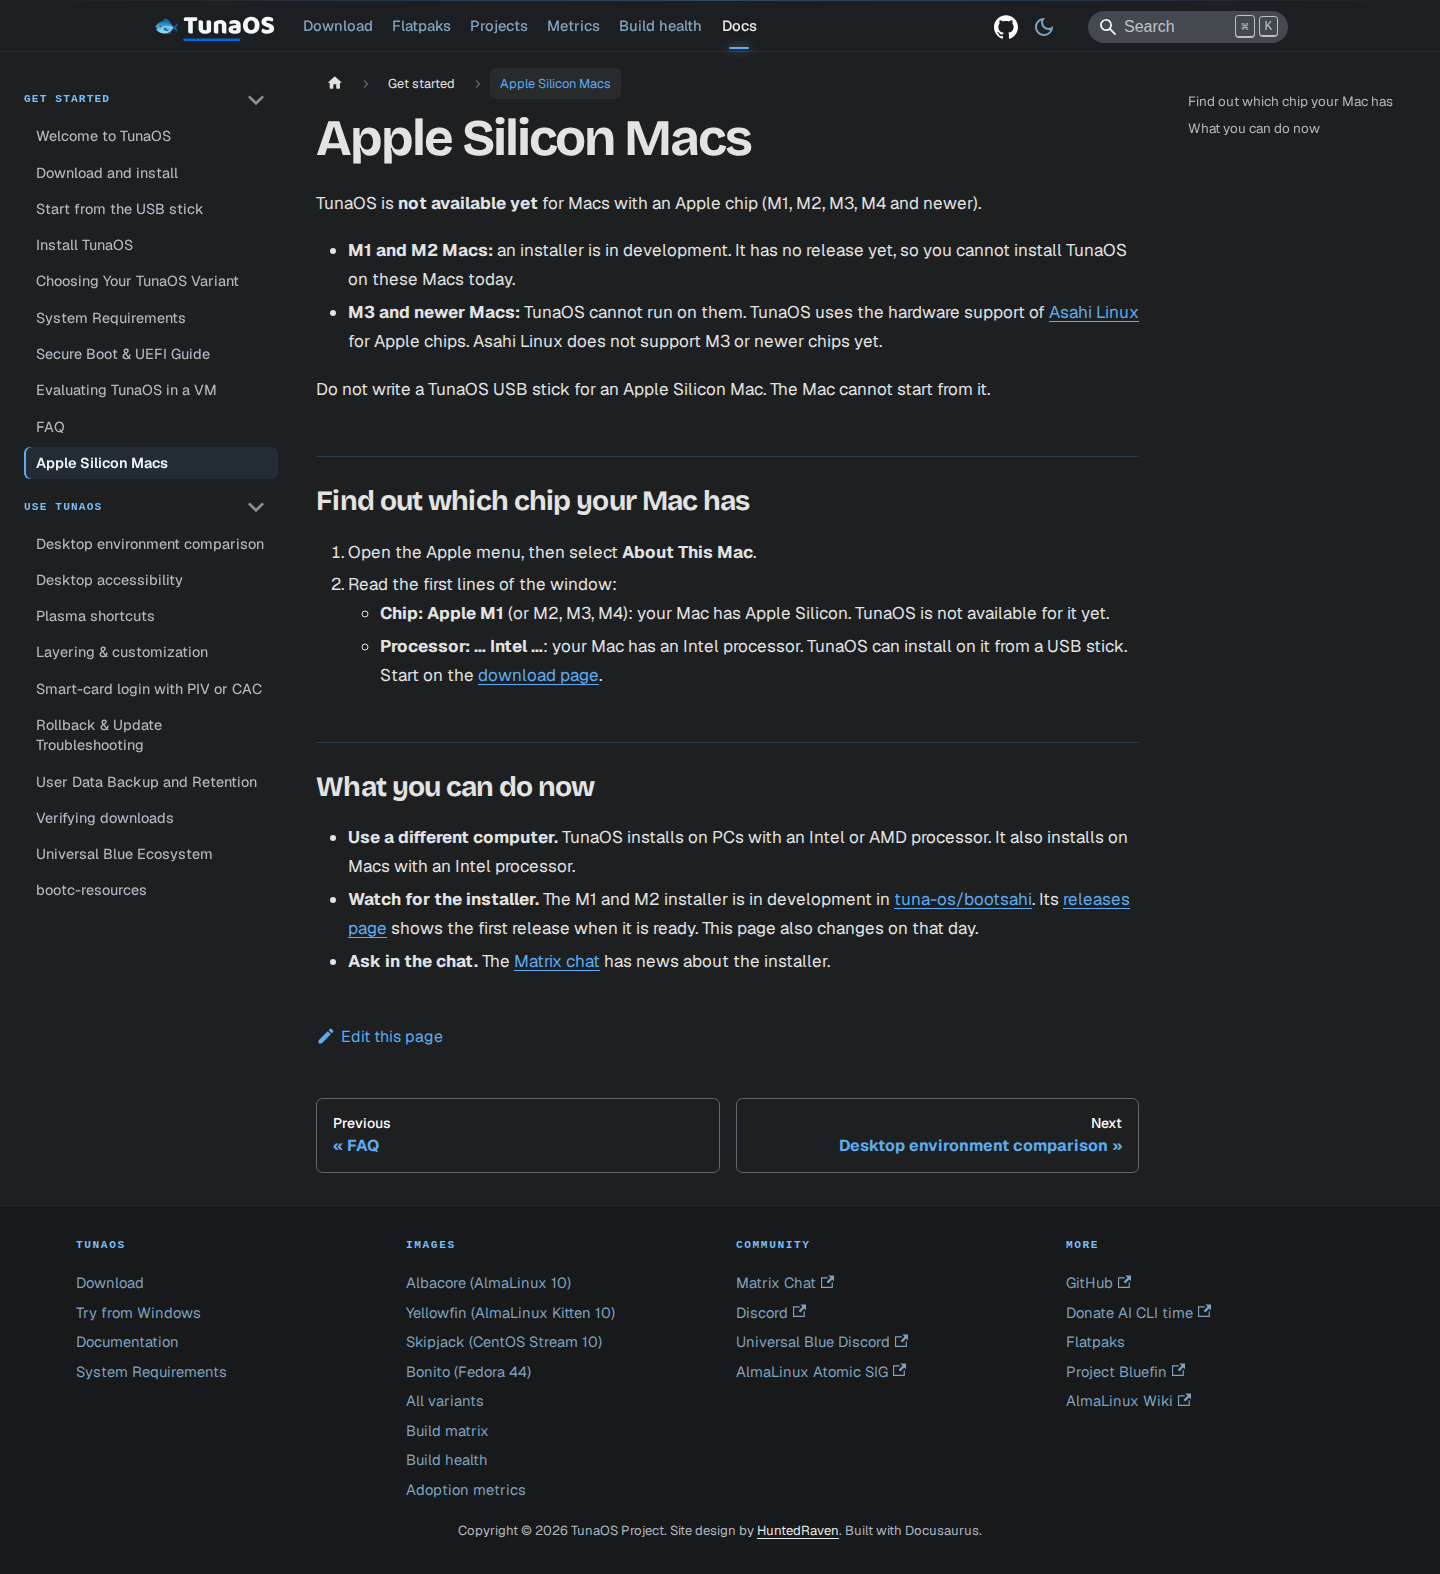 TunaOS
Download
Flatpaks
Projects
Metrics
Build health
Docs
Search
⌘ K
GET STARTED
Welcome to TunaOS
Download and install
Start from the USB stick
Install TunaOS
Choosing Your TunaOS Variant
System Requirements
Secure Boot & UEFI Guide
Evaluating TunaOS in a VM
FAQ
Apple Silicon Macs
USE TUNAOS
Desktop environment comparison
Desktop accessibility
Plasma shortcuts
Layering & customization
Smart-card login with PIV or CAC
Rollback & Update
Troubleshooting
User Data Backup and Retention
Verifying downloads
Universal Blue Ecosystem
bootc-resources
Get started
Apple Silicon Macs
Apple Silicon Macs
TunaOS is not available yet for Macs with an Apple chip (M1, M2, M3, M4 and newer).
• M1 and M2 Macs: an installer is in development. It has no release yet, so you cannot install TunaOS
on these Macs today.
• M3 and newer Macs: TunaOS cannot run on them. TunaOS uses the hardware support of Asahi Linux
for Apple chips. Asahi Linux does not support M3 or newer chips yet.
Do not write a TunaOS USB stick for an Apple Silicon Mac. The Mac cannot start from it.
Find out which chip your Mac has
1. Open the Apple menu, then select About This Mac.
2. Read the first lines of the window:
◦ Chip: Apple M1 (or M2, M3, M4): your Mac has Apple Silicon. TunaOS is not available for it yet.
◦ Processor: ... Intel ...: your Mac has an Intel processor. TunaOS can install on it from a USB stick.
Start on the download page.
What you can do now
• Use a different computer. TunaOS installs on PCs with an Intel or AMD processor. It also installs on
Macs with an Intel processor.
• Watch for the installer. The M1 and M2 installer is in development in tuna-os/bootsahi. Its releases
page shows the first release when it is ready. This page also changes on that day.
• Ask in the chat. The Matrix chat has news about the installer.
Edit this page
Previous
« FAQ
Next
Desktop environment comparison »
Find out which chip your Mac has
What you can do now
TUNAOS
Download
Try from Windows
Documentation
System Requirements
IMAGES
Albacore (AlmaLinux 10)
Yellowfin (AlmaLinux Kitten 10)
Skipjack (CentOS Stream 10)
Bonito (Fedora 44)
All variants
Build matrix
Build health
Adoption metrics
COMMUNITY
Matrix Chat
Discord
Universal Blue Discord
AlmaLinux Atomic SIG
MORE
GitHub
Donate AI CLI time
Flatpaks
Project Bluefin
AlmaLinux Wiki
Copyright © 2026 TunaOS Project. Site design by HuntedRaven. Built with Docusaurus.